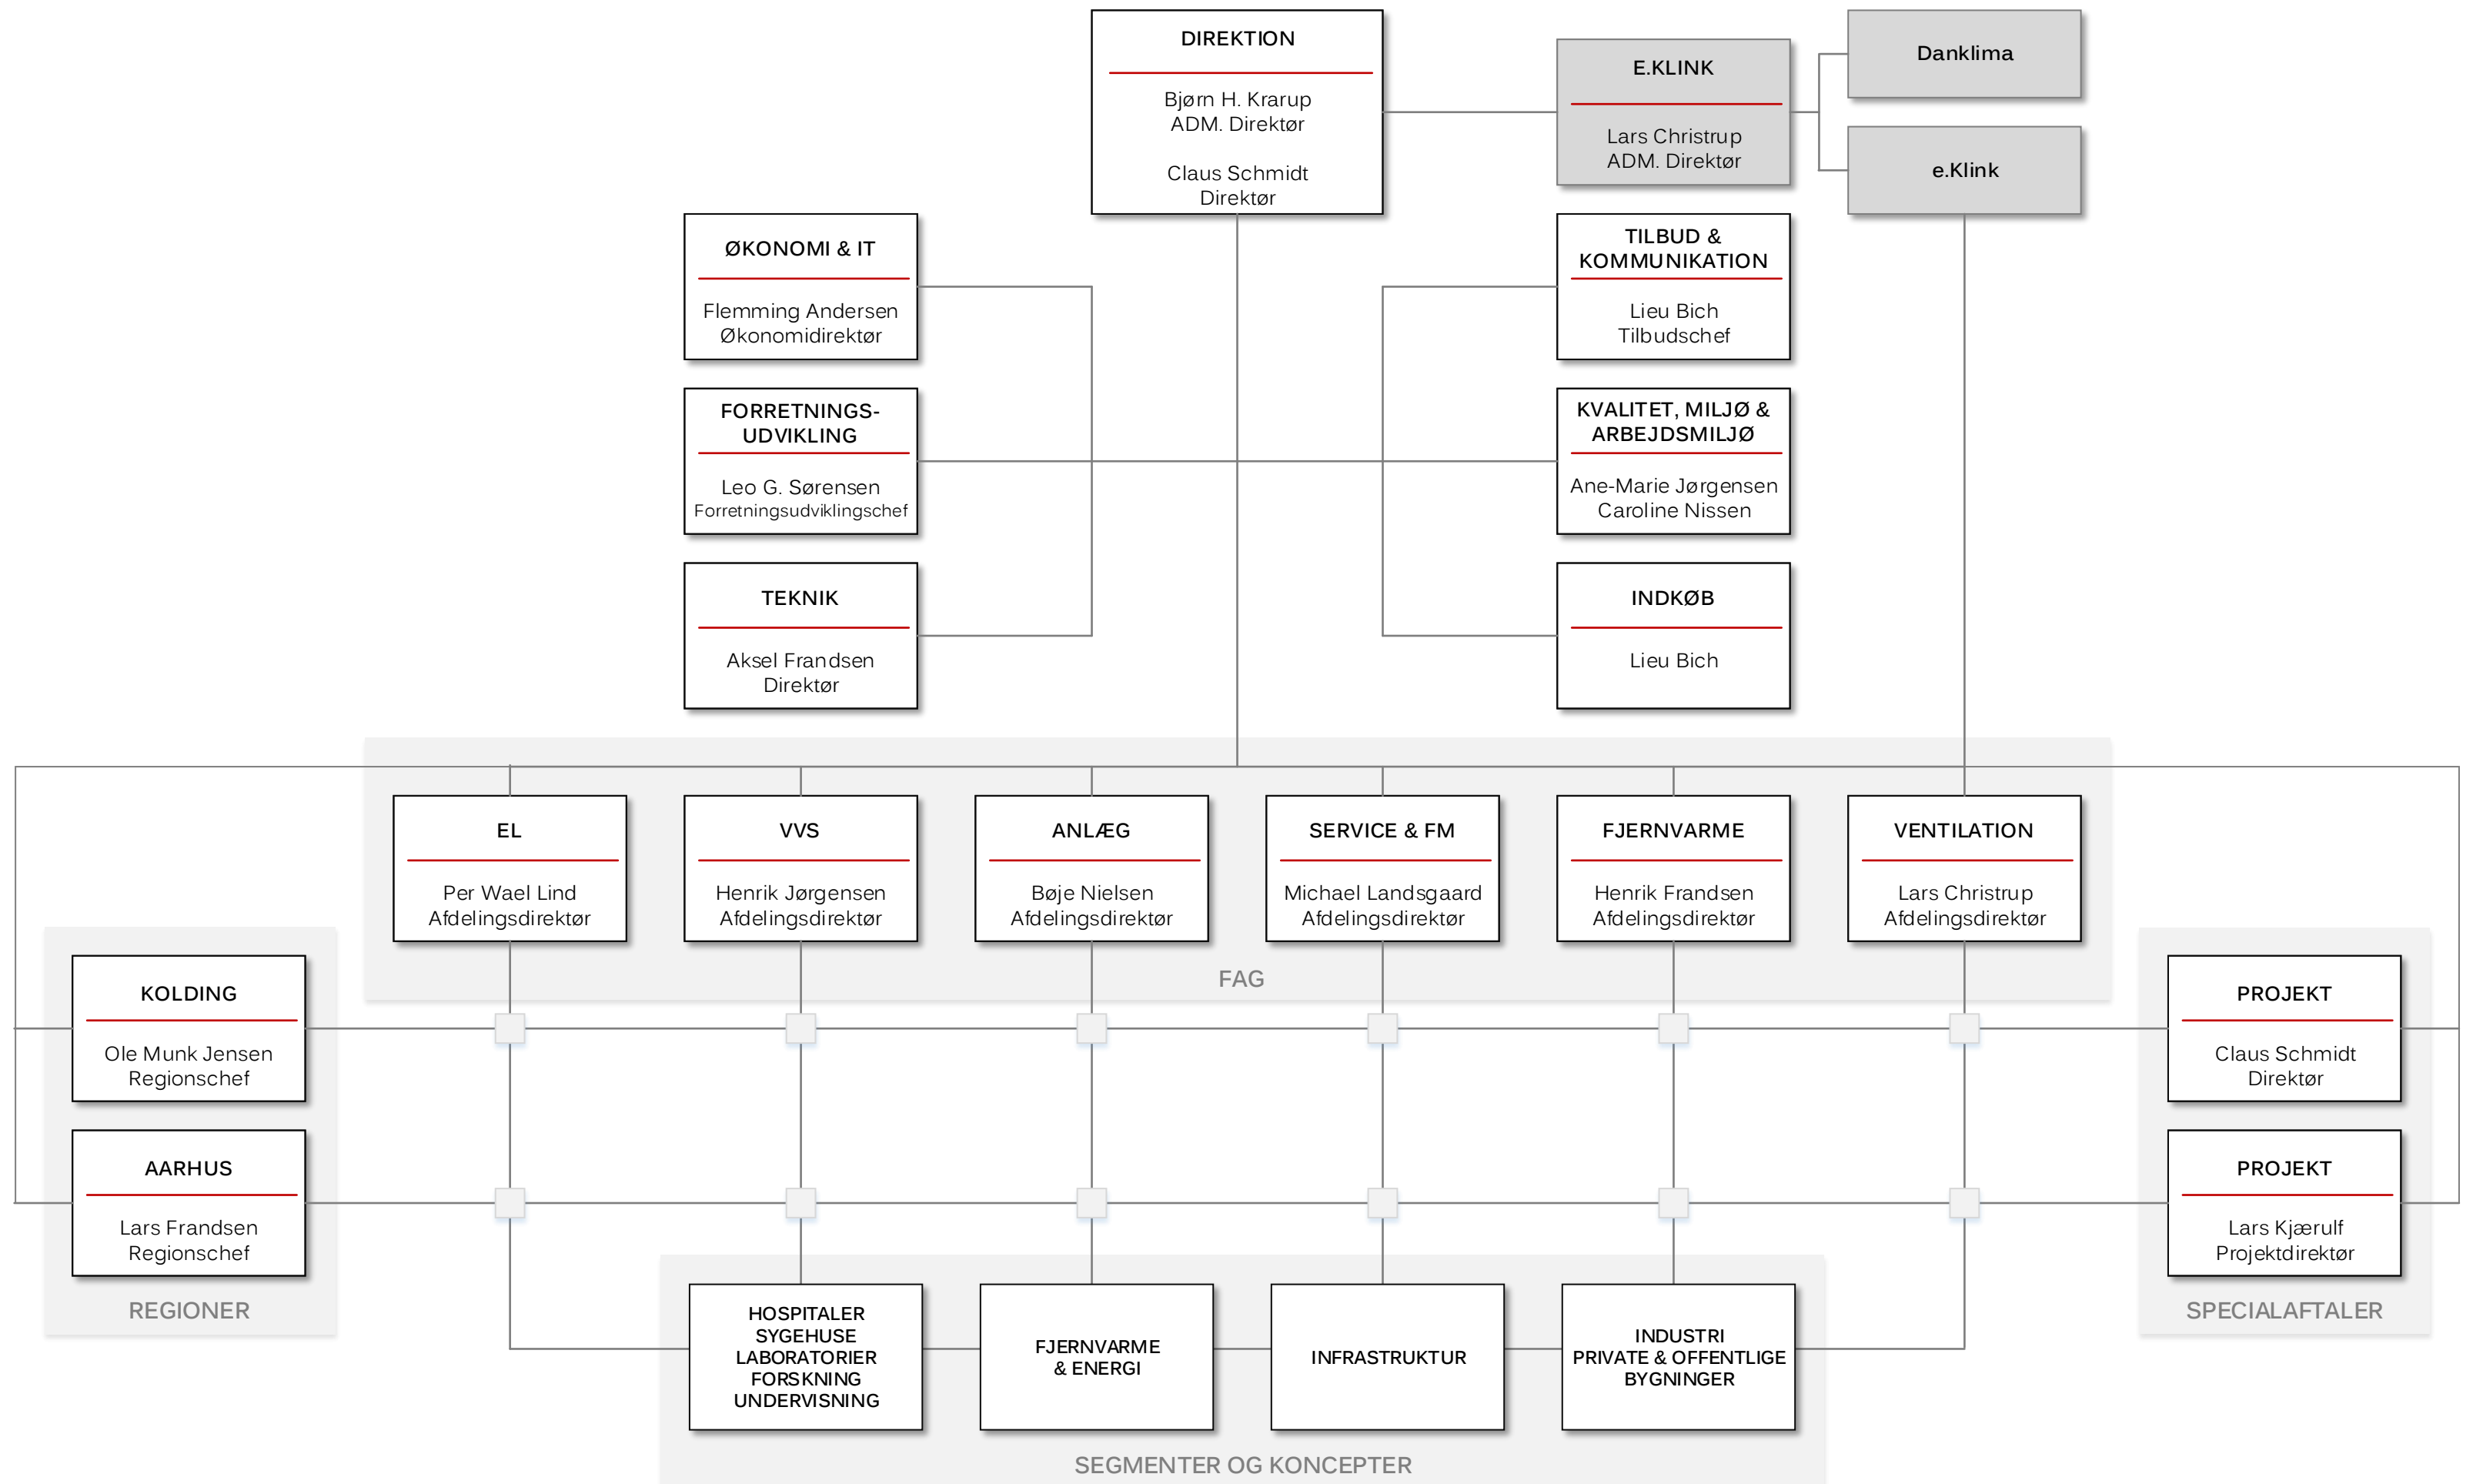 DIREKTION
Bjørn H. Krarup
ADM. Direktør
Claus Schmidt
Direktør
E.KLINK
Lars Christrup
ADM. Direktør
Danklima
e.Klink
ØKONOMI & IT
Flemming Andersen
Økonomidirektør
TILBUD &
KOMMUNIKATION
Lieu Bich
Tilbudschef
FORRETNINGS-
UDVIKLING
Leo G. Sørensen
Forretningsudviklingschef
KVALITET, MILJØ &
ARBEJDSMILJØ
Ane-Marie Jørgensen
Caroline Nissen
TEKNIK
Aksel Frandsen
Direktør
INDKØB
Lieu Bich
EL
Per Wael Lind
Afdelingsdirektør
VVS
Henrik Jørgensen
Afdelingsdirektør
ANLÆG
Bøje Nielsen
Afdelingsdirektør
SERVICE & FM
Michael Landsgaard
Afdelingsdirektør
FJERNVARME
Henrik Frandsen
Afdelingsdirektør
VENTILATION
Lars Christrup
Afdelingsdirektør
FAG
KOLDING
Ole Munk Jensen
Regionschef
AARHUS
Lars Frandsen
Regionschef
REGIONER
PROJEKT
Claus Schmidt
Direktør
PROJEKT
Lars Kjærulf
Projektdirektør
SPECIALAFTALER
HOSPITALER
SYGEHUSE
LABORATORIER
FORSKNING
UNDERVISNING
FJERNVARME
& ENERGI
INFRASTRUKTUR
INDUSTRI
PRIVATE & OFFENTLIGE
BYGNINGER
SEGMENTER OG KONCEPTER